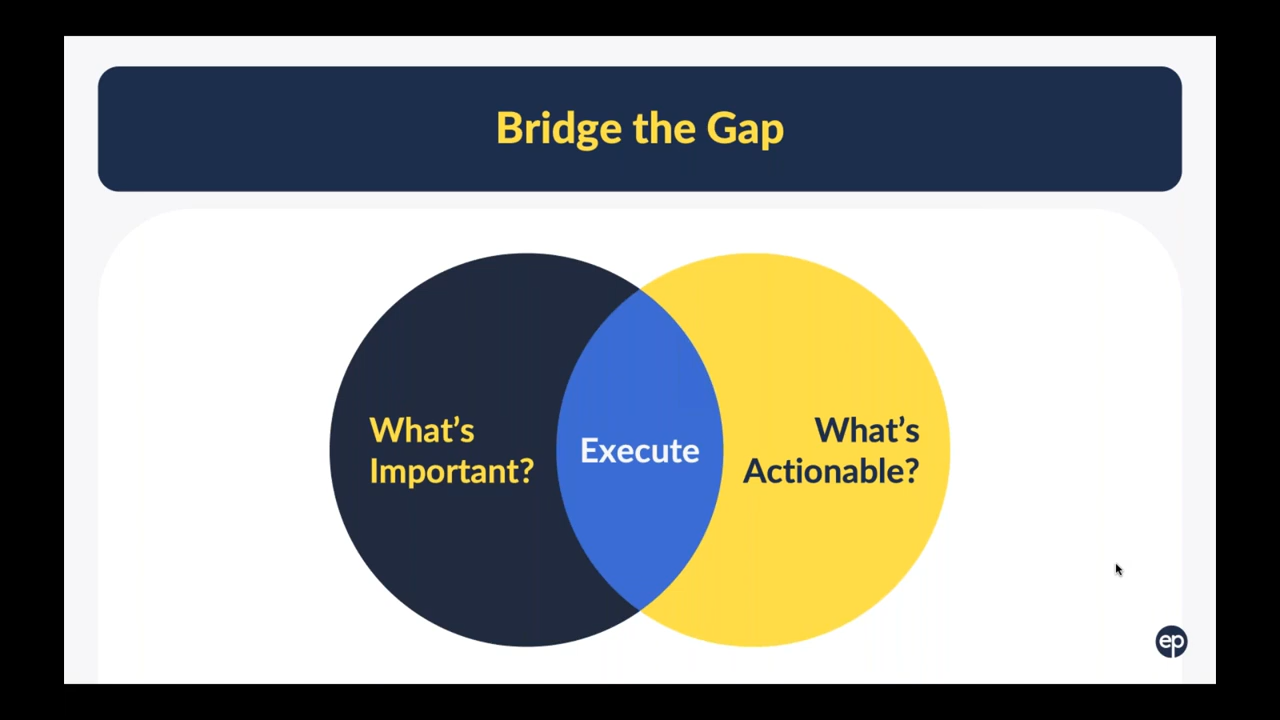 Bridge the Gap
What’s
Important?
Execute
What’s
Actionable?
ep